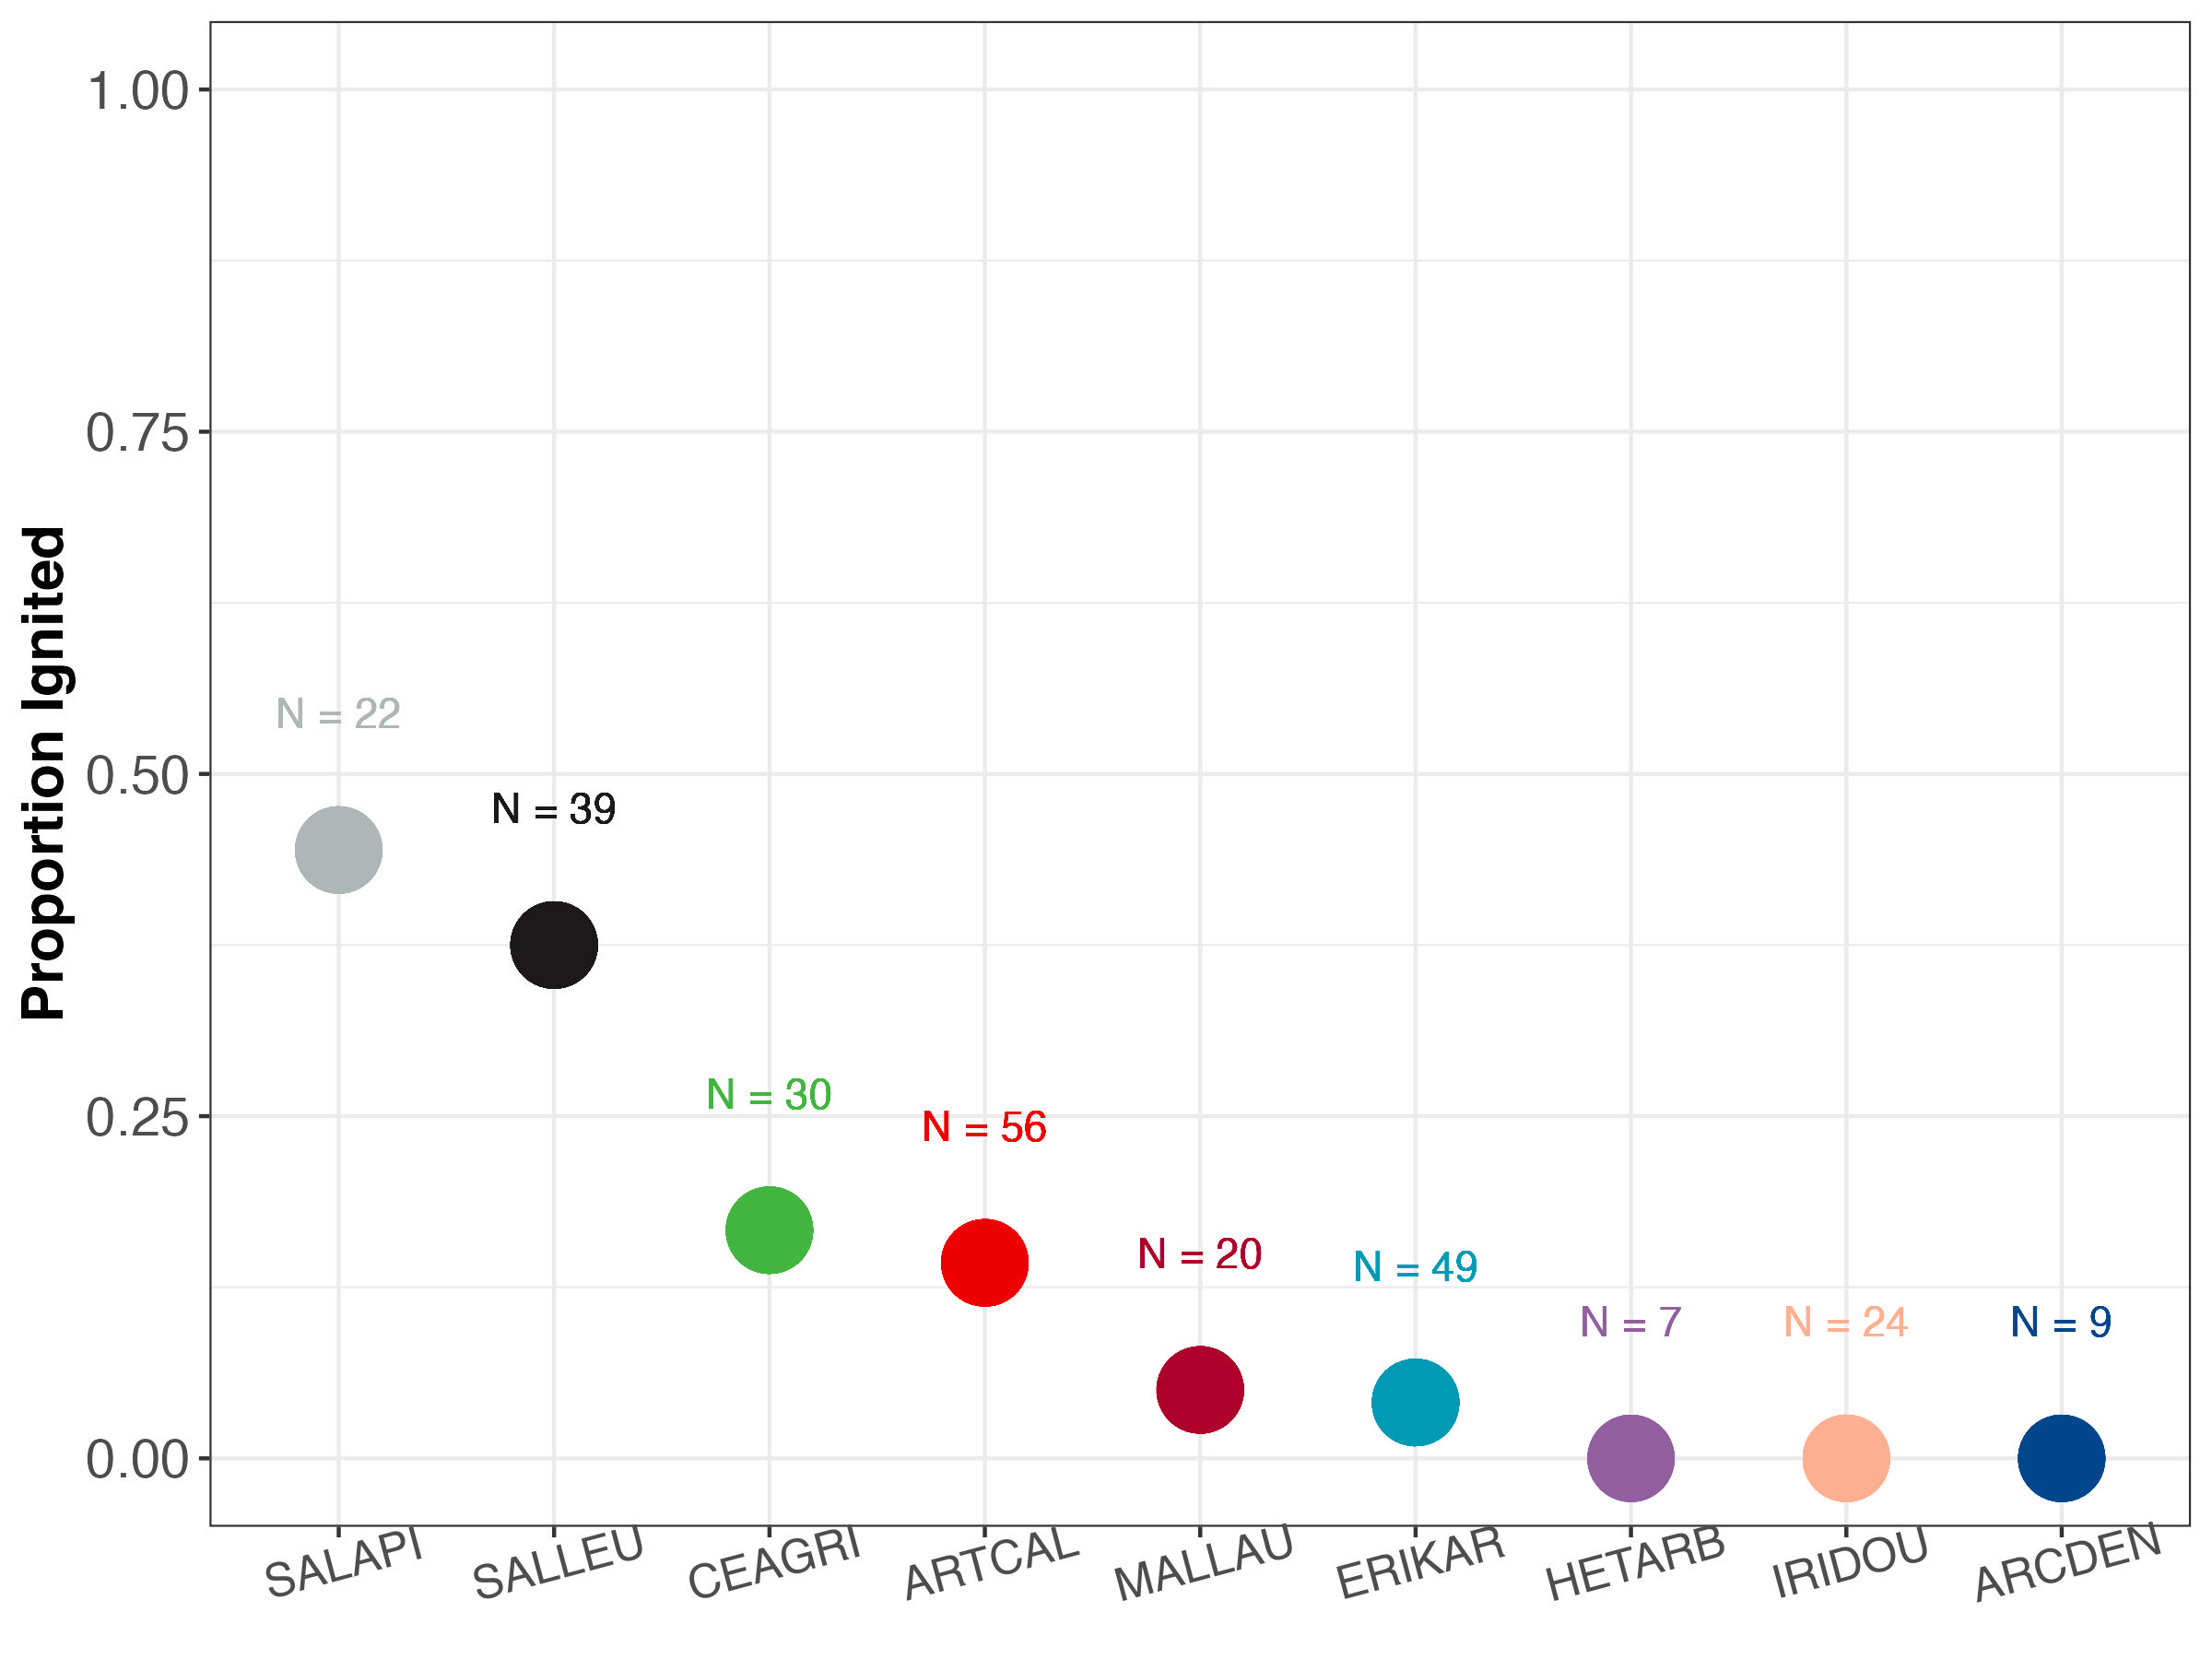 Proportion Ignited
1.00
0.75
0.50
0.25
0.00
N = 22
N = 39
N = 30
N = 56
N = 20
N = 49
N = 7
N = 24
N = 9
SALAPI
SALLEU
CEAGRI
ARTCAL
MALLAU
ERIKAR
HETARB
IRIDOU
ARCDEN